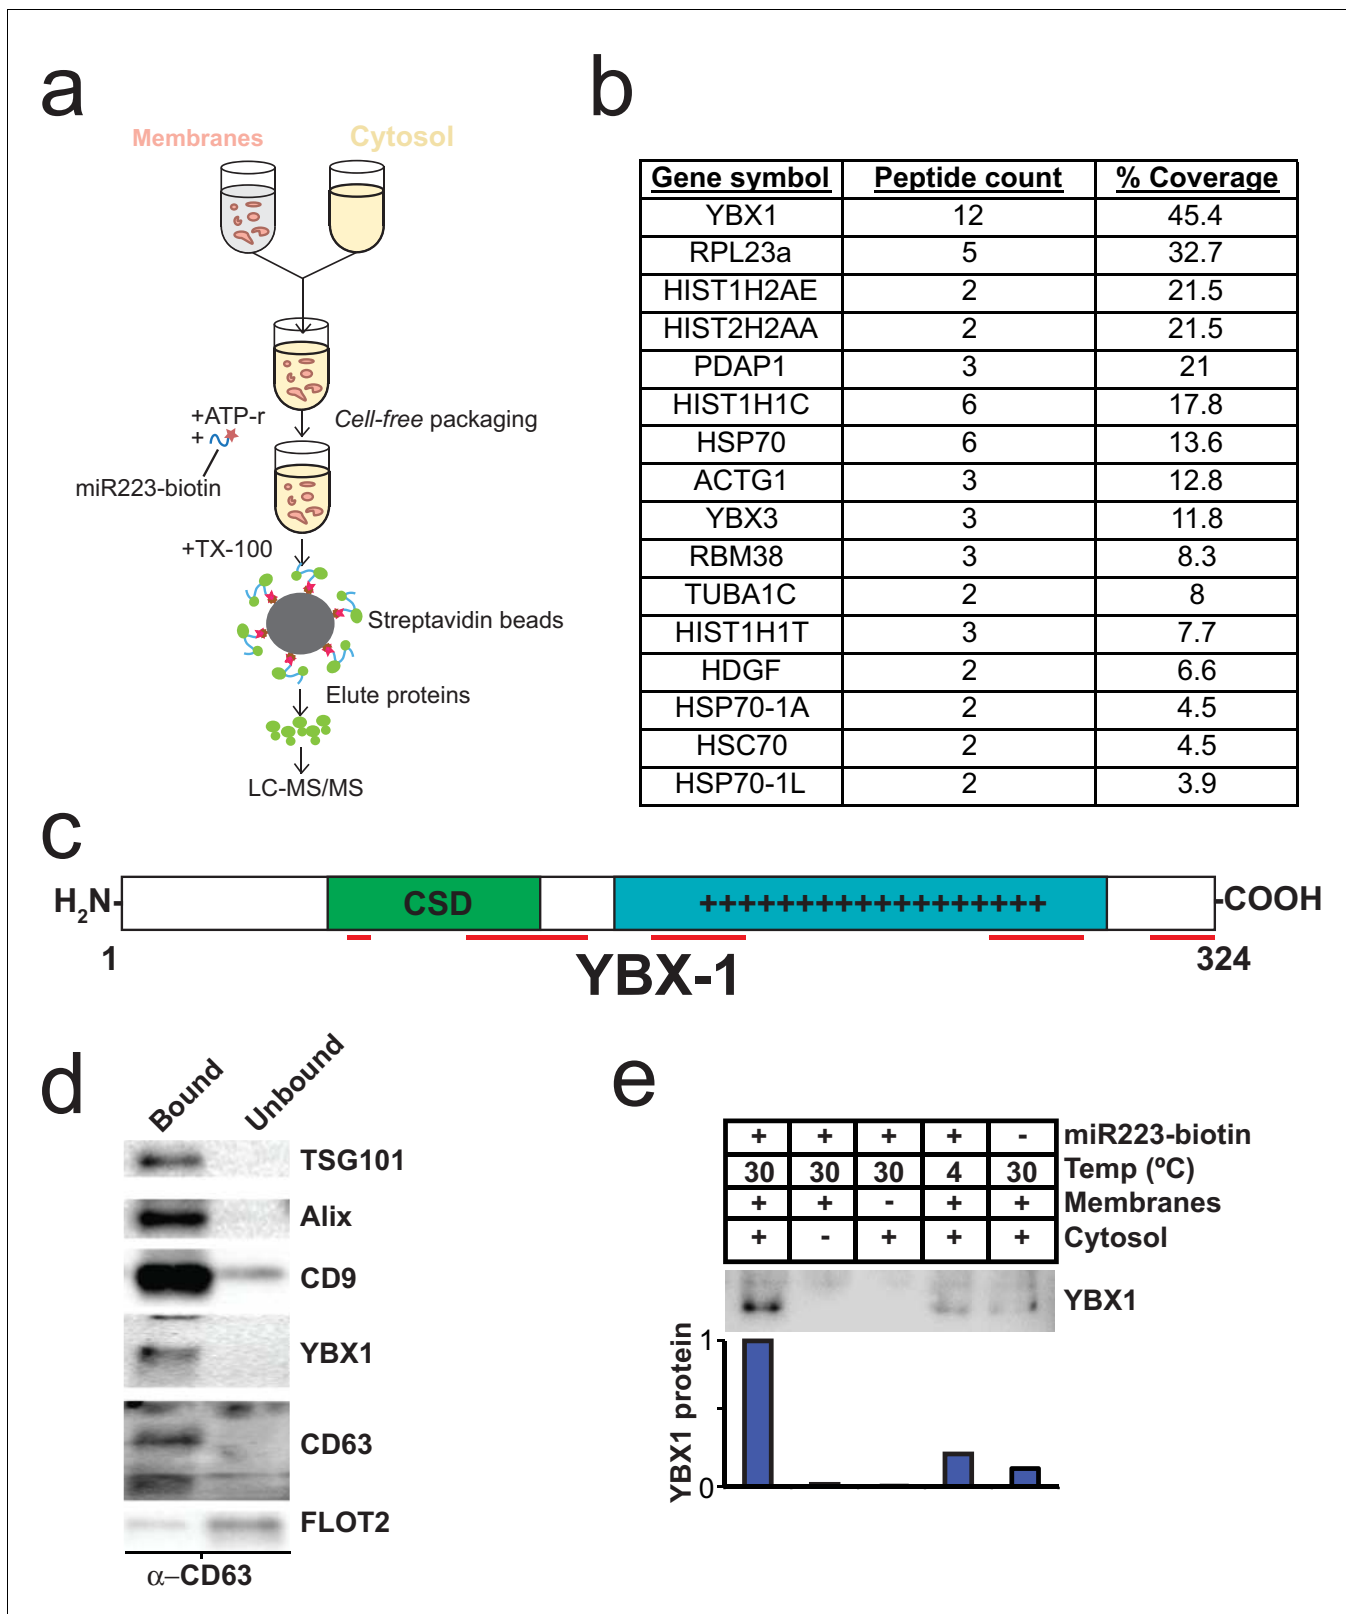 a
Membranes
Cytosol
+ATP-r
+
miR223-biotin
Cell-free packaging
+TX-100
Streptavidin beads
Elute proteins
LC-MS/MS
b
Gene symbol Peptide count % Coverage
YBX1 12 45.4
RPL23a 5 32.7
HIST1H2AE 2 21.5
HIST2H2AA 2 21.5
PDAP1 3 21
HIST1H1C 6 17.8
HSP70 6 13.6
ACTG1 3 12.8
YBX3 3 11.8
RBM38 3 8.3
TUBA1C 2 8
HIST1H1T 3 7.7
HDGF 2 6.6
HSP70-1A 2 4.5
HSC70 2 4.5
HSP70-1L 2 3.9
c
H2N- CSD ++++++++++++++++++ -COOH
1 324
YBX-1
d
Bound Unbound
TSG101
Alix
CD9
YBX1
CD63
FLOT2
α–CD63
e
+ + + + - miR223-biotin
30 30 30 4 30 Temp (ºC)
+ + - + + Membranes
+ - + + + Cytosol
YBX1
YBX1 protein
1
0